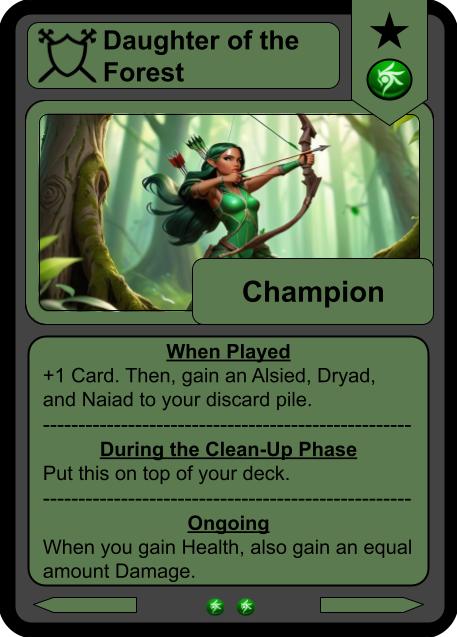 Daughter of the
Forest
Champion
When Played
+1 Card. Then, gain an Alsied, Dryad,
and Naiad to your discard pile.
During the Clean-Up Phase
Put this on top of your deck.
Ongoing
When you gain Health, also gain an equal
amount Damage.